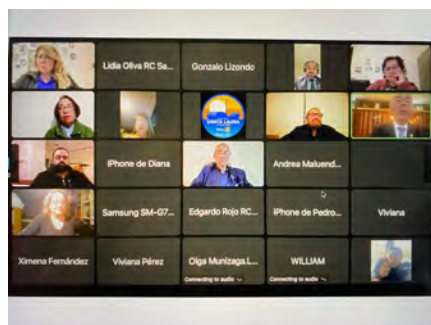 Lidia Oliva RC Sa...
Gonzalo Lizondo
SANTA LAURA
iPhone de Diana
Andrea Maluend...
Samsung SM-G7...
Edgardo Rojo RC...
iPhone de Pedro...
Viviana
Ximena Fernández
Viviana Pérez
Olga Munizaga.L...
WILLIAM
Connecting to audio
Connecting to audio